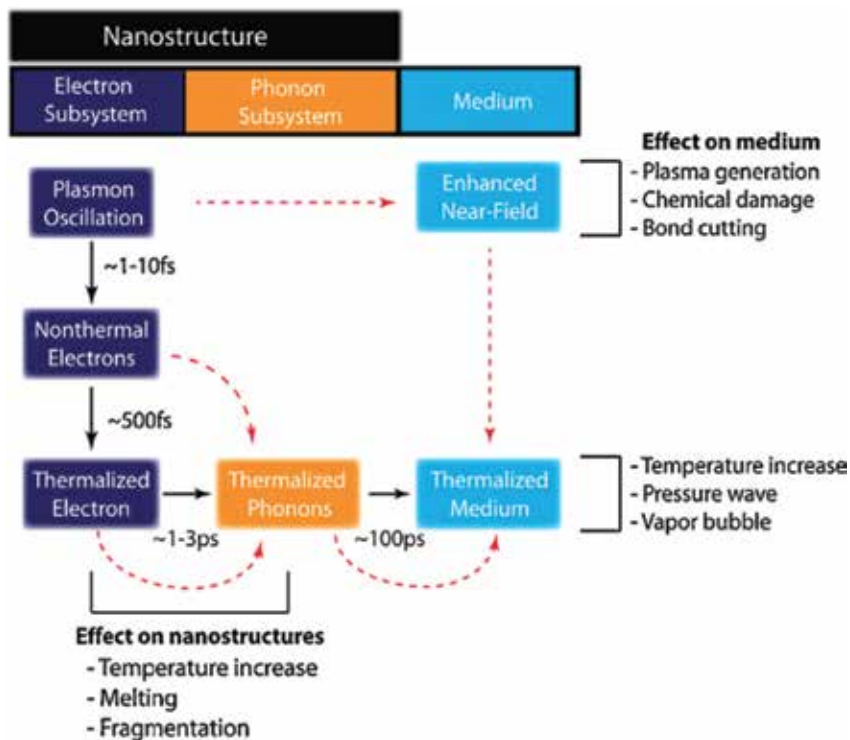 Nanostructure
Electron
Subsystem
Phonon
Subsystem
Medium
Effect on medium
- Plasma generation
- Chemical damage
- Bond cutting
Plasmon
Oscillation
Enhanced
Near-Field
~1-10fs
Nonthermal
Electrons
~500fs
Thermalized
Electron
Thermalized
Phonons
Thermalized
Medium
- Temperature increase
- Pressure wave
- Vapor bubble
~1-3ps
~100ps
Effect on nanostructures
- Temperature increase
- Melting
- Fragmentation